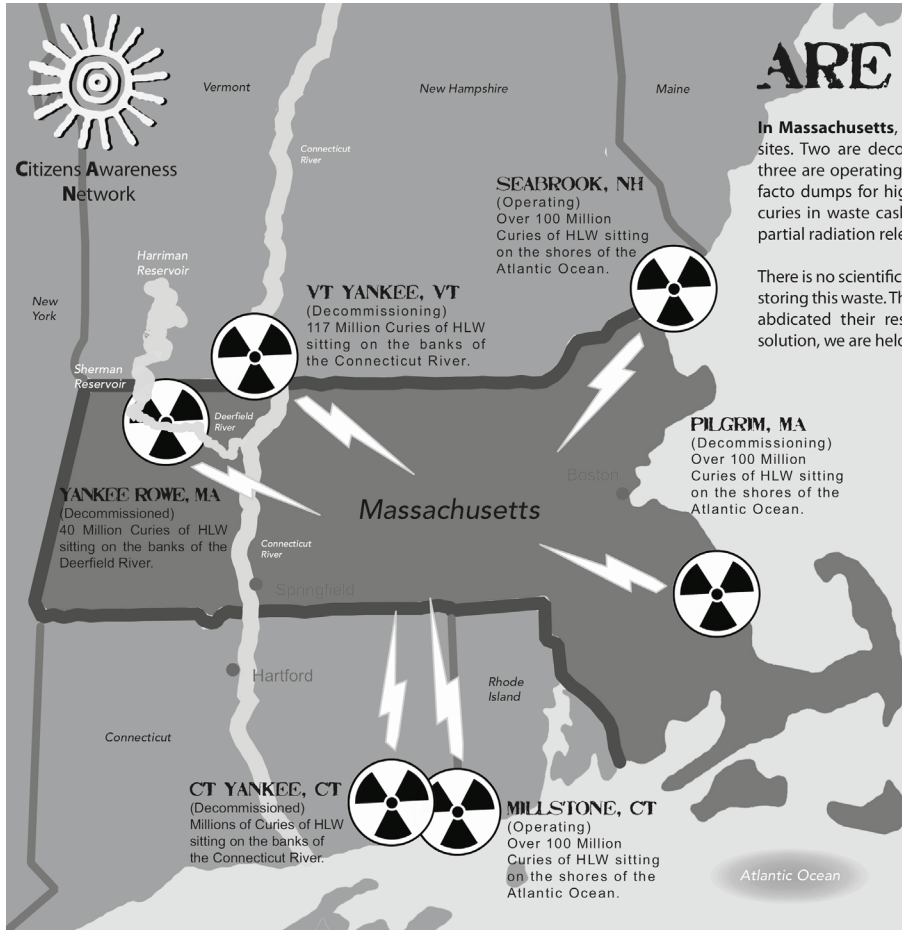 Citizens Awareness
Network
Vermont
New Hampshire
Maine
ARE
In Massachusetts,
sites. Two are deco
three are operating
facto dumps for hig
curies in waste cask
partial radiation rele
There is no scientific
storing this waste. Th
abdicated their res
solution, we are held
Connecticut
River
SEABROOK, NH
(Operating)
Over 100 Million
Curies of HLW sitting
on the shores of the
Atlantic Ocean.
Harriman
Reservoir
New
York
VT YANKEE, VT
(Decommissioning)
117 Million Curies of HLW
sitting on the banks of
the Connecticut River.
Sherman
Reservoir
Deerfield
River
PILGRIM, MA
(Decommissioning)
Over 100 Million
Curies of HLW sitting
on the shores of the
Atlantic Ocean.
Boston
YANKEE ROWE, MA
(Decommissioned)
40 Million Curies of HLW
sitting on the banks of the
Deerfield River.
Massachusetts
Connecticut
River
Springfield
Hartford
Rhode
Island
Connecticut
CT YANKEE, CT
(Decommissioned)
Millions of Curies of HLW
sitting on the banks of
the Connecticut River.
MILLSTONE, CT
(Operating)
Over 100 Million
Curies of HLW sitting
on the shores of the
Atlantic Ocean.
Atlantic Ocean